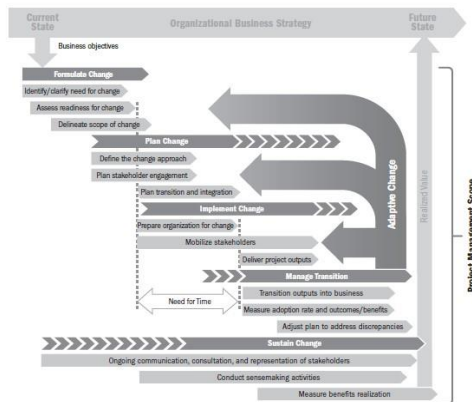 Current
State
Organizational Business Strategy
Future
State
Business objectives
Formulate Change
Identify/clarify need for change
Assess readiness for change
Delineate scope of change
Plan Change
Define the change approach
Plan stakeholder engagement
Plan transition and integration
Implement Change
Prepare organization for change
Mobilize stakeholders
Deliver project outputs
Manage Transition
Transition outputs into business
Need for Time
Measure adoption rate and outcomes/benefits
Adjust plan to address discrepancies
Sustain Change
Ongoing communication, consultation, and representation of stakeholders
Conduct sensemaking activities
Measure benefits realization
Adaptive Change
Realized Value
Project Management Scope